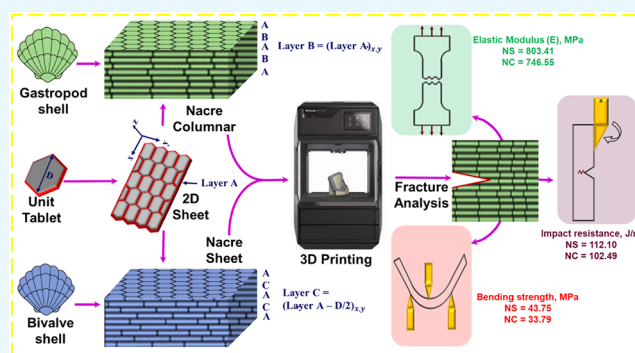 A
B
A
B
A
Layer B = (Layer A)x,y
Gastropod
shell
Nacre
Columnar
z
y
x
D
Unit
Tablet
Layer A
2D
Sheet
Nacre
Sheet
3D Printing
Bivalve
shell
A
C
A
C
A
Layer C =
(Layer A – D/2)x,y
Elastic Modulus (E), MPa
NS = 803.41
NC = 746.55
Fracture
Analysis
Impact resistance, J/
NS = 112.10
NC = 102.49
Bending strength, MPa
NS = 43.75
NC = 33.79